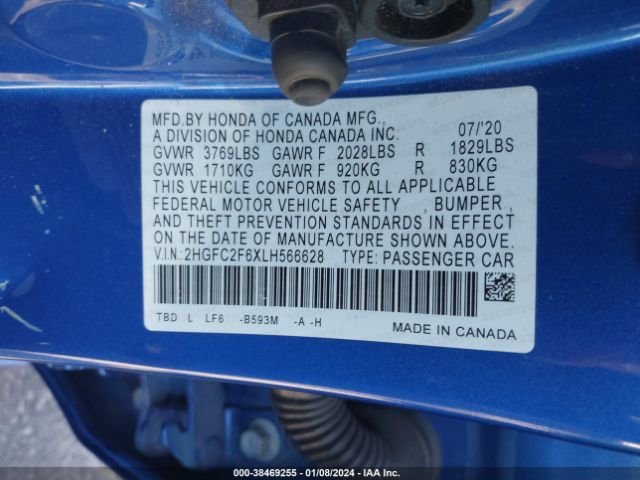 MFD.BY HONDA OF CANADA MFG.,
A DIVISION OF HONDA CANADA INC. 07/'20
GVWR 3769LBS GAWR F 2028LBS R 1829LBS
GVWR 1710KG GAWR F 920KG R 830KG
THIS VEHICLE CONFORMS TO ALL APPLICABLE
FEDERAL MOTOR VEHICLE SAFETY , BUMPER ,
AND THEFT PREVENTION STANDARDS IN EFFECT
ON THE DATE OF MANUFACTURE SHOWN ABOVE.
V.I.N.:2HGFC2F6XLH566628 TYPE: PASSENGER CAR
TBD L LF6 -B593M -A -H
MADE IN CANADA
000-38469255 - 01/08/2024 - IAA Inc.